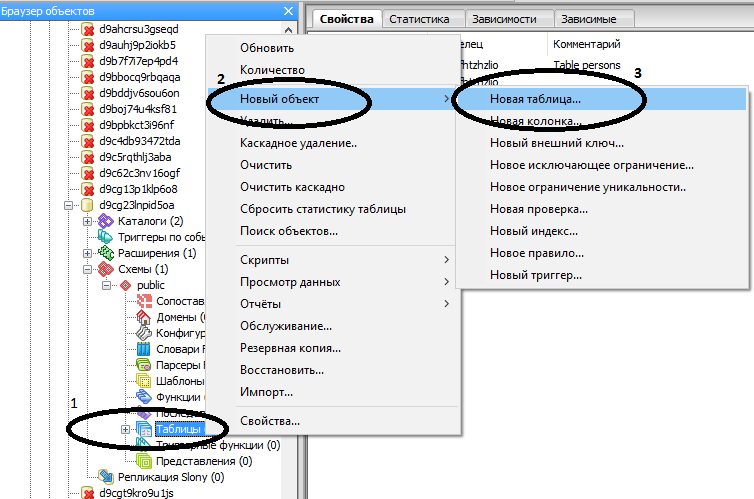 Браузер объектов
d9ahcrsu3gseqd
d9auhj9p2iokb5
d9b7f7i7ep4pd4
d9bbocq9rbqaqa
d9bddjv6sou6on
d9boj74u4ksf81
d9bpbkct3i96nf
d9c4db93472tda
d9c5rqthlj3aba
d9c62c3nv16ogf
d9cg13p1klp6o8
d9cg23lnpid5oa
Каталоги (2)
Триггеры по собы
Расширения (1)
Схемы (1)
public
Сопостав
Домены (0
Конфигур
Словари F
Парсеры
Шаблоны
Функции (
Последо
1
Таблицы
Триггерные функции (0)
Представления (0)
Репликация Slony (0)
d9cgt9kro9u1js
Обновить
2
Количество
Новый объект
Удалить...
Каскадное удаление..
Очистить
Очистить каскадно
Сбросить статистику таблицы
Поиск объектов...
Скрипты
Просмотр данных
Отчёты
Обслуживание...
Резервная копия...
Восстановить...
Импорт...
Свойства...
Свойства Статистика Зависимости Зависимые
елец Комментарий
htzhzlio Table persons
3
Новая таблица...
Новая колонка...
Новый внешний ключ...
Новое исключающее ограничение...
Новое ограничение уникальности..
Новая проверка...
Новый индекс...
Новое правило...
Новый триггер...